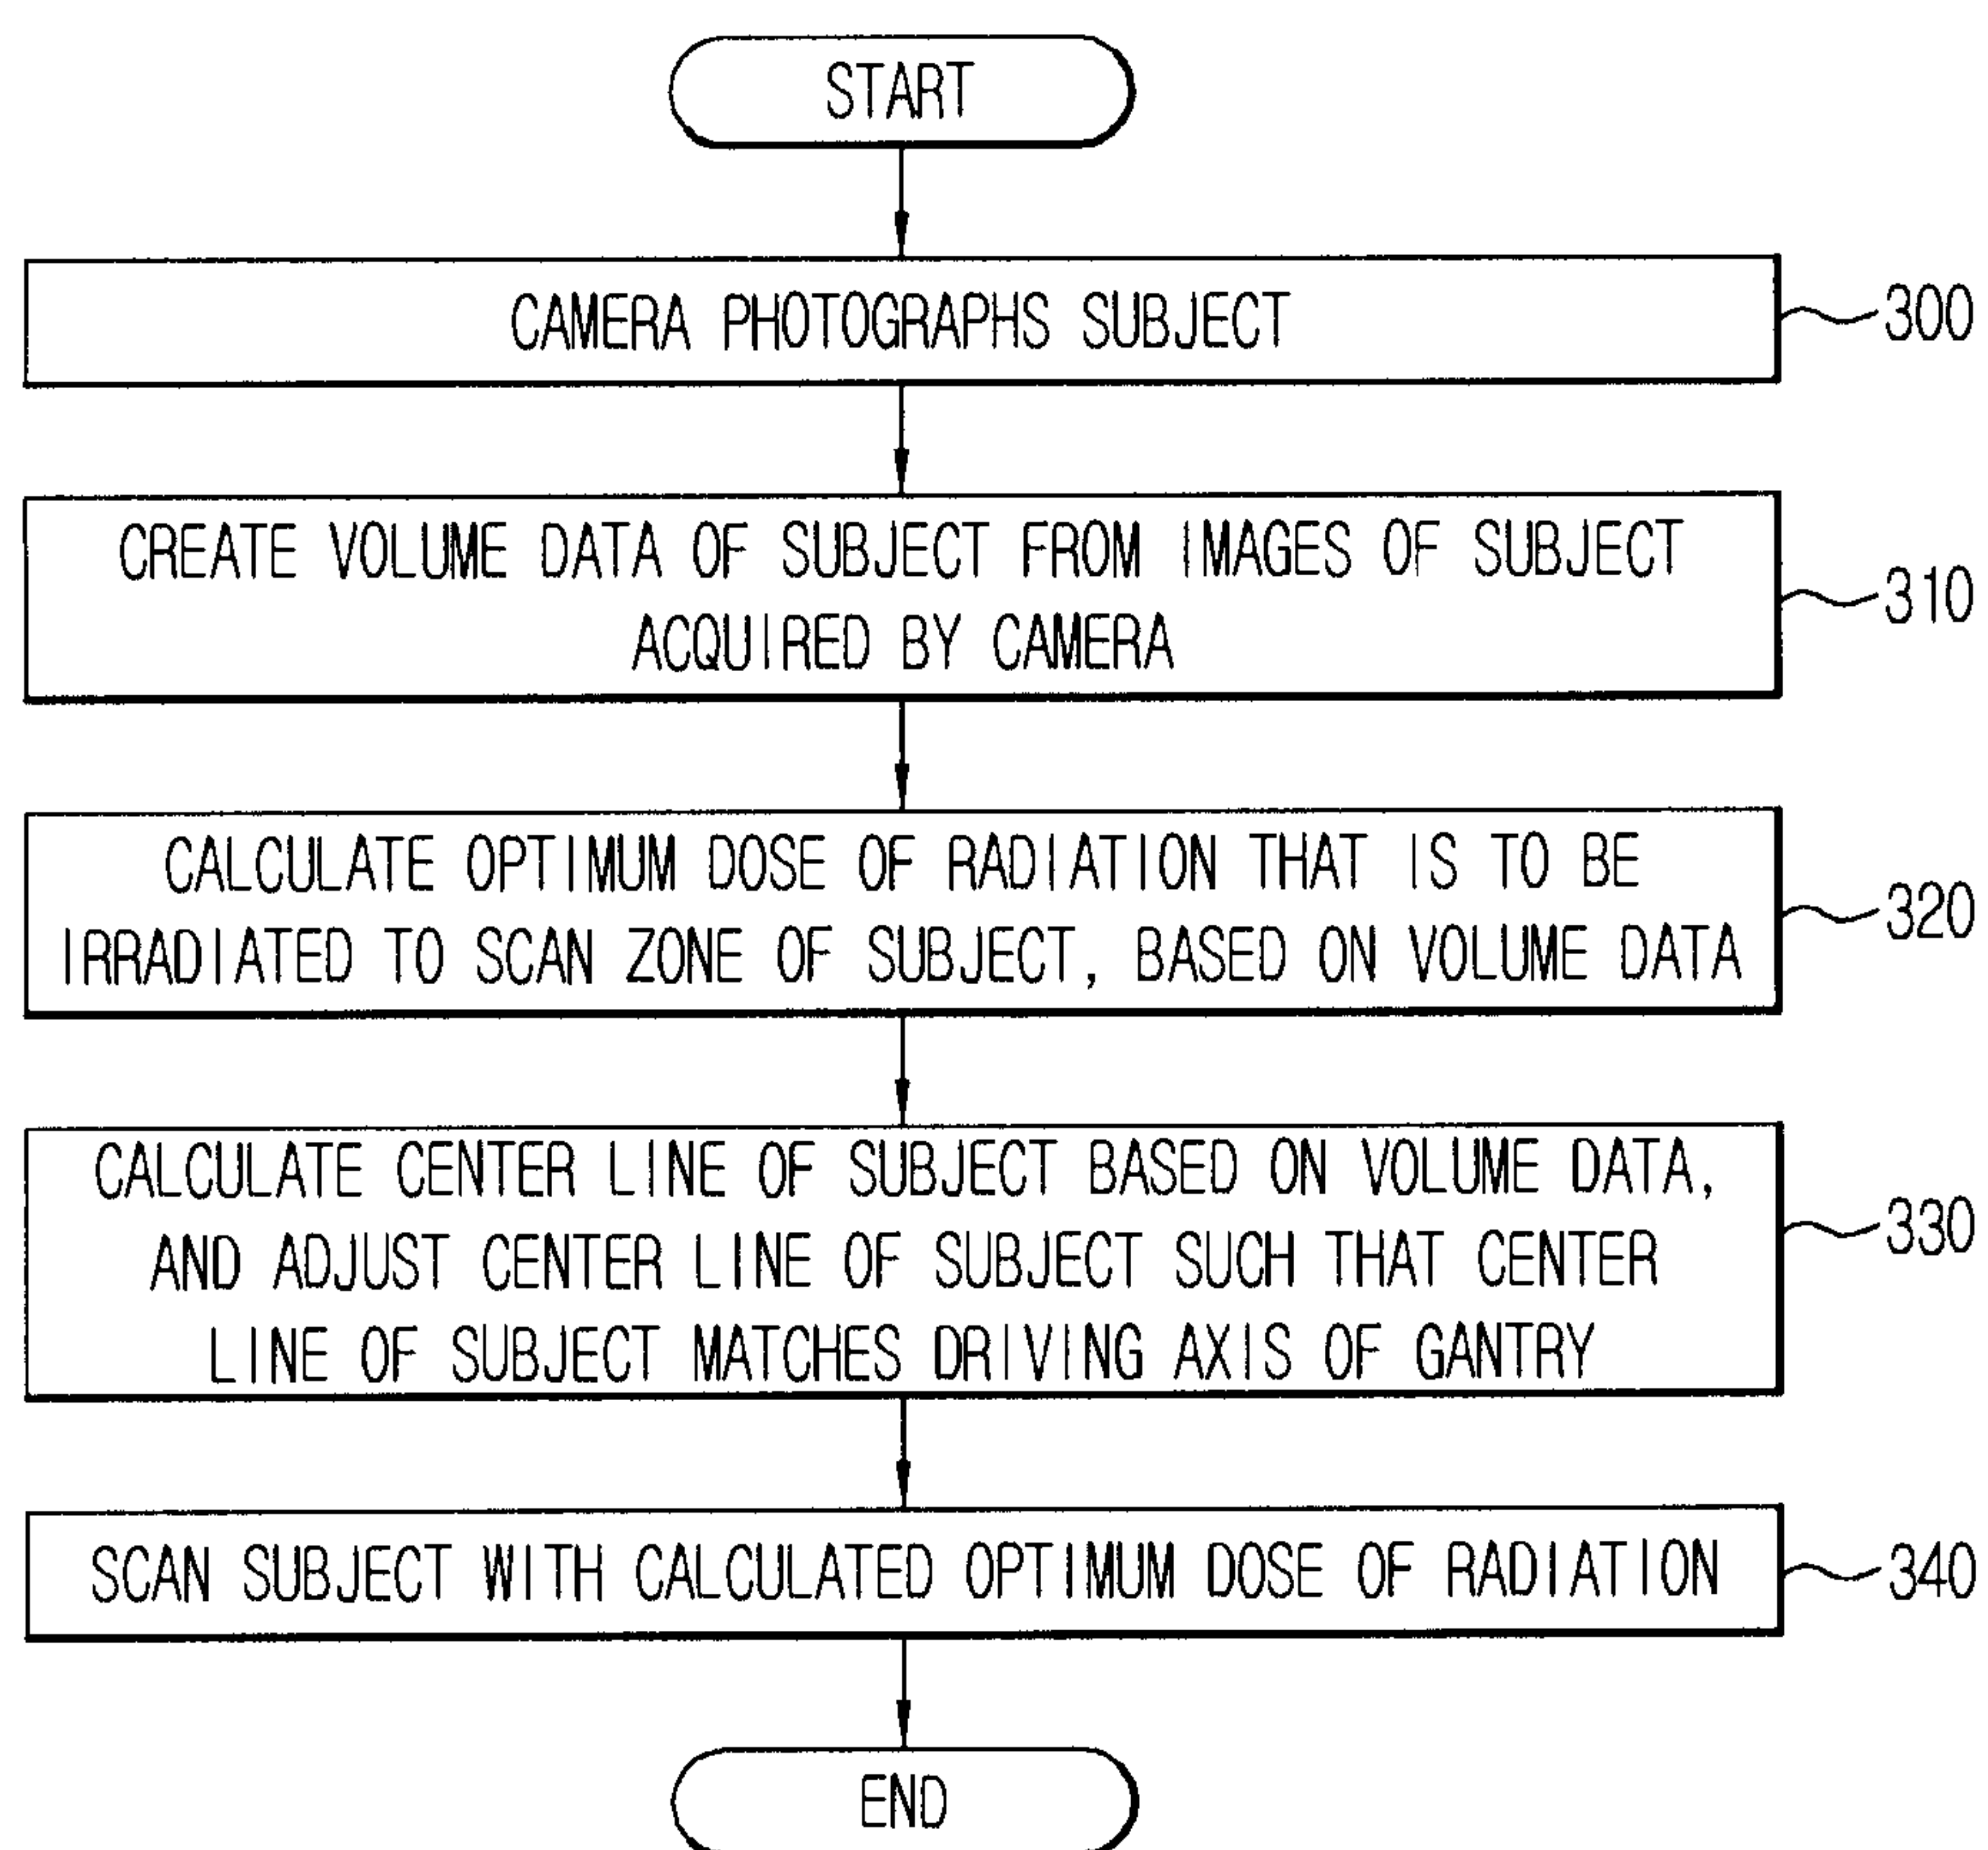 START
CAMERA PHOTOGRAPHS SUBJECT
300
CREATE VOLUME DATA OF SUBJECT FROM IMAGES OF SUBJECT
ACQUIRED BY CAMERA
310
CALCULATE OPTIMUM DOSE OF RADIATION THAT IS TO BE
IRRADIATED TO SCAN ZONE OF SUBJECT, BASED ON VOLUME DATA
320
CALCULATE CENTER LINE OF SUBJECT BASED ON VOLUME DATA,
AND ADJUST CENTER LINE OF SUBJECT SUCH THAT CENTER
LINE OF SUBJECT MATCHES DRIVING AXIS OF GANTRY
330
SCAN SUBJECT WITH CALCULATED OPTIMUM DOSE OF RADIATION
340
END